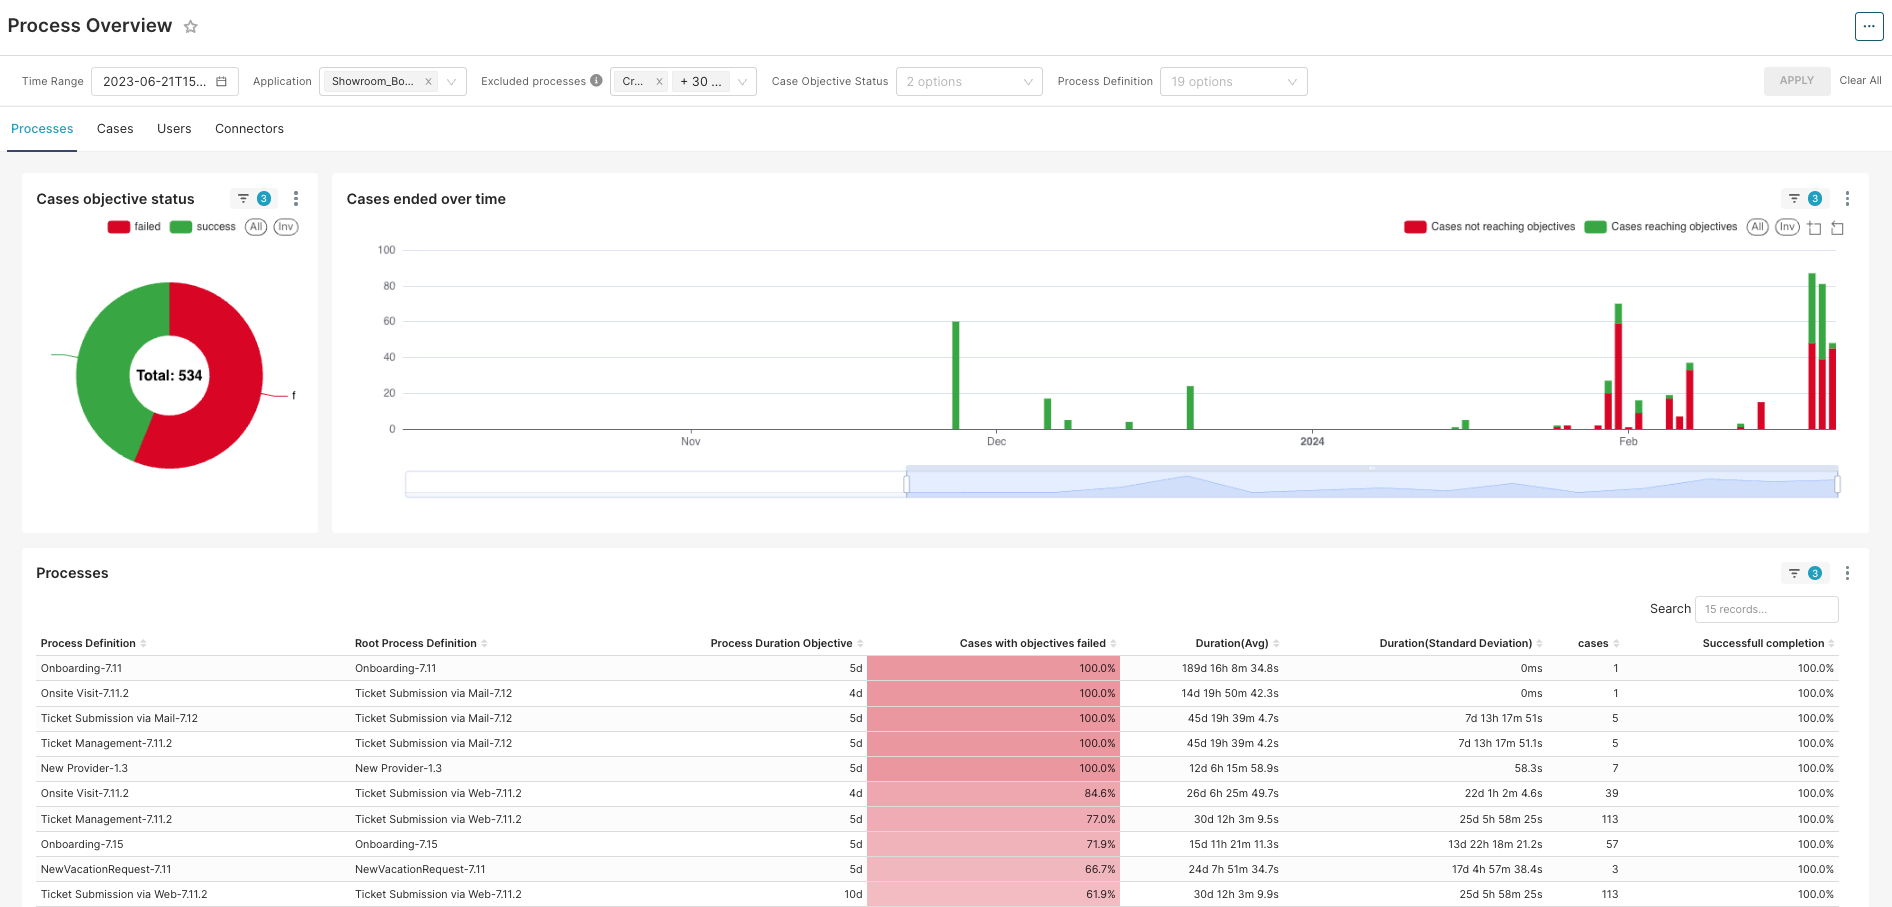 Process Overview
...
Time Range 2023-06-21T15... Application Showroom_Bo... x Excluded processes i Cr... x + 30 ... Case Objective Status 2 options Process Definition 19 options APPLY Clear All
Processes Cases Users Connectors
Cases objective status 3
failed success All Inv
Total: 534
f
Cases ended over time 3
Cases not reaching objectives Cases reaching objectives All Inv
100
80
60
40
20
0
Nov Dec 2024 Feb
Processes 3
Search 15 records...
Process Definition Root Process Definition Process Duration Objective Cases with objectives failed Duration(Avg) Duration(Standard Deviation) cases Successfull completion
Onboarding-7.11 Onboarding-7.11 5d 100.0% 189d 16h 8m 34.8s 0ms 1 100.0%
Onsite Visit-7.11.2 Ticket Submission via Mail-7.12 4d 100.0% 14d 19h 50m 42.3s 0ms 1 100.0%
Ticket Submission via Mail-7.12 Ticket Submission via Mail-7.12 5d 100.0% 45d 19h 39m 4.7s 7d 13h 17m 51s 5 100.0%
Ticket Management-7.11.2 Ticket Submission via Mail-7.12 5d 100.0% 45d 19h 39m 4.2s 7d 13h 17m 51.1s 5 100.0%
New Provider-1.3 New Provider-1.3 5d 100.0% 12d 6h 15m 58.9s 58.3s 7 100.0%
Onsite Visit-7.11.2 Ticket Submission via Web-7.11.2 4d 84.6% 26d 6h 25m 49.7s 22d 1h 2m 4.6s 39 100.0%
Ticket Management-7.11.2 Ticket Submission via Web-7.11.2 5d 77.0% 30d 12h 3m 9.5s 25d 5h 58m 25s 113 100.0%
Onboarding-7.15 Onboarding-7.15 5d 71.9% 15d 11h 21m 11.3s 13d 22h 18m 21.2s 57 100.0%
NewVacationRequest-7.11 NewVacationRequest-7.11 5d 66.7% 24d 7h 51m 34.7s 17d 4h 57m 38.4s 3 100.0%
Ticket Submission via Web-7.11.2 Ticket Submission via Web-7.11.2 10d 61.9% 30d 12h 3m 9.9s 25d 5h 58m 25s 113 100.0%